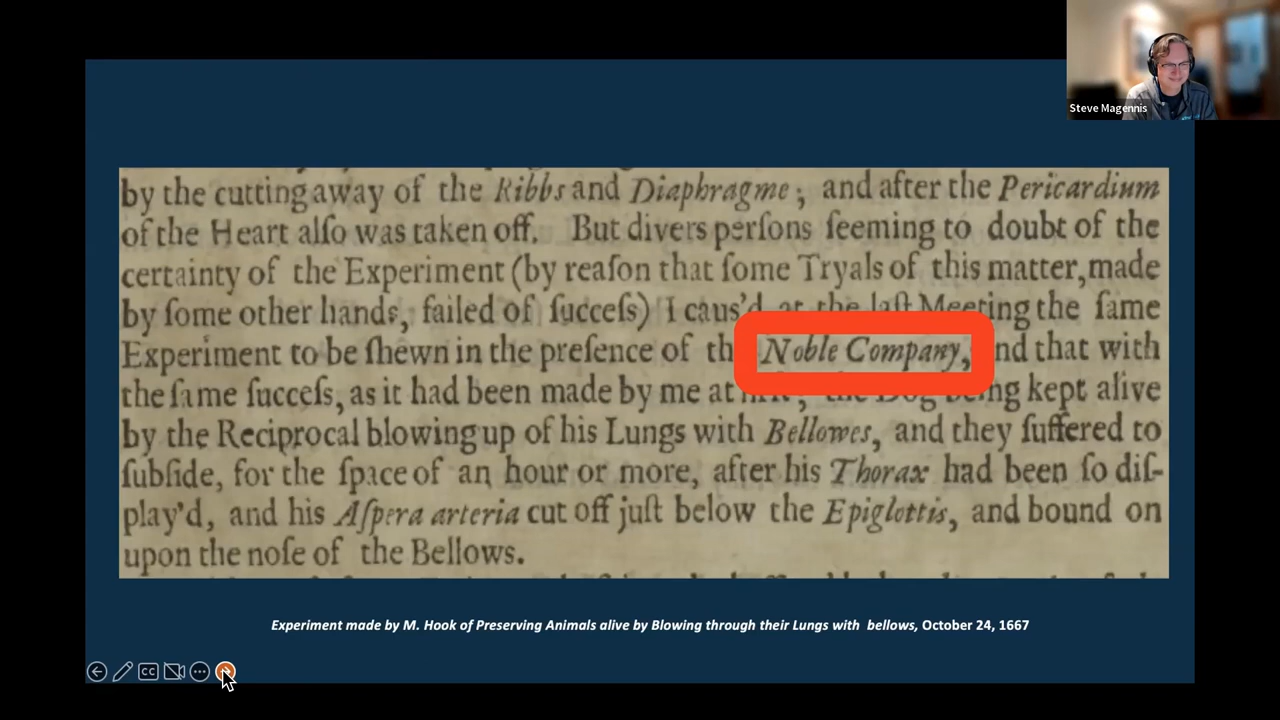 Steve Magennis
by the cutting away of the Ribbs and Diaphragme; and after the Pericardium
of the Heart alſo was taken off. But divers perſons ſeeming to doubt of the
certainty of the Experiment (by reaſon that ſome Tryals of this matter, made
by ſome other hands, failed of ſucceſs) I caus'd at the laſt Meeting the ſame
Experiment to be ſhewn in the preſence of th Noble Company, nd that with
the ſame ſucceſs, as it had been made by me at the Dog being kept alive
by the Reciprocal blowing up of his Lungs with Bellowes, and they ſuffered to
ſubſide, for the ſpace of an hour or more, after his Thorax had been ſo diſ-
play'd, and his Aſpera arteria cut off juſt below the Epiglottis, and bound on
upon the noſe of the Bellows.
Experiment made by M. Hook of Preserving Animals alive by Blowing through their Lungs with bellows, October 24, 1667
CC